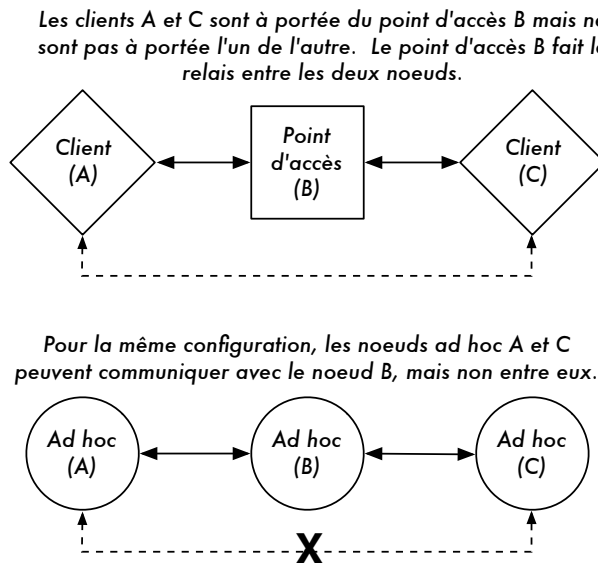 Les clients A et C sont à portée du point d'accès B mais ne
sont pas à portée l'un de l'autre. Le point d'accès B fait le
relais entre les deux noeuds.
Client
(A)
Point
d'accès
(B)
Client
(C)
Pour la même configuration, les noeuds ad hoc A et C
peuvent communiquer avec le noeud B, mais non entre eux.
Ad hoc
(A)
Ad hoc
(B)
Ad hoc
(C)
X